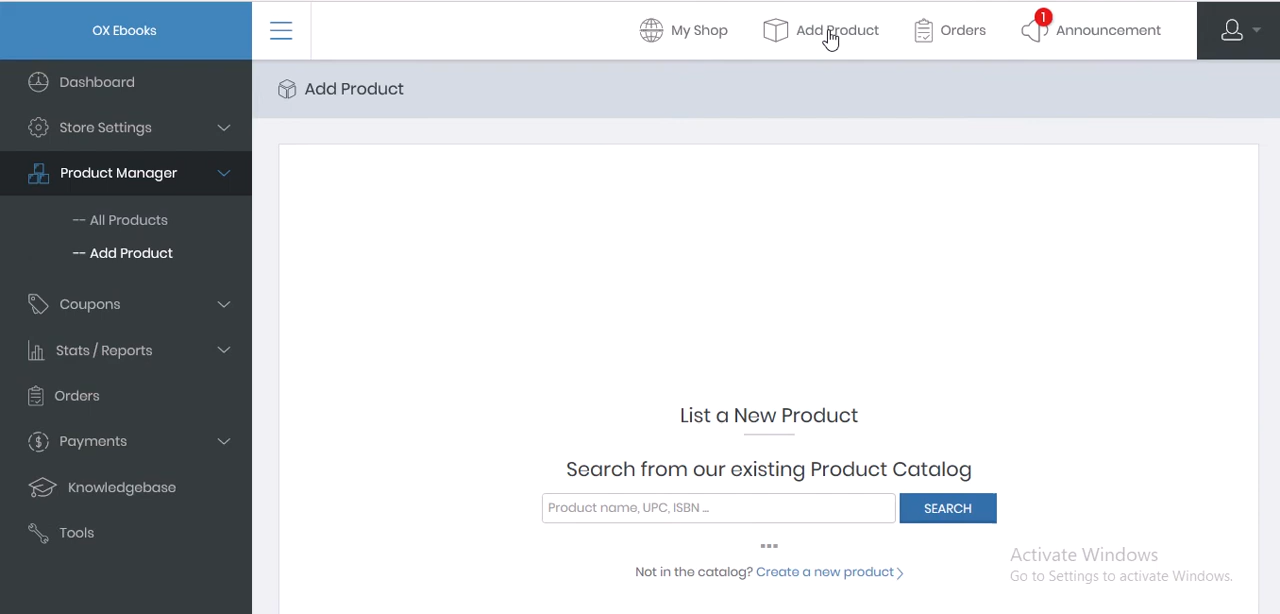 OX Ebooks
My Shop
Add Product
Orders
1
Announcement
Dashboard
Store Settings
Product Manager
-- All Products
-- Add Product
Coupons
Stats / Reports
Orders
Payments
Knowledgebase
Tools
Add Product
List a New Product
Search from our existing Product Catalog
Product name, UPC, ISBN ...
SEARCH
Not in the catalog? Create a new product
Activate Windows
Go to Settings to activate Windows.